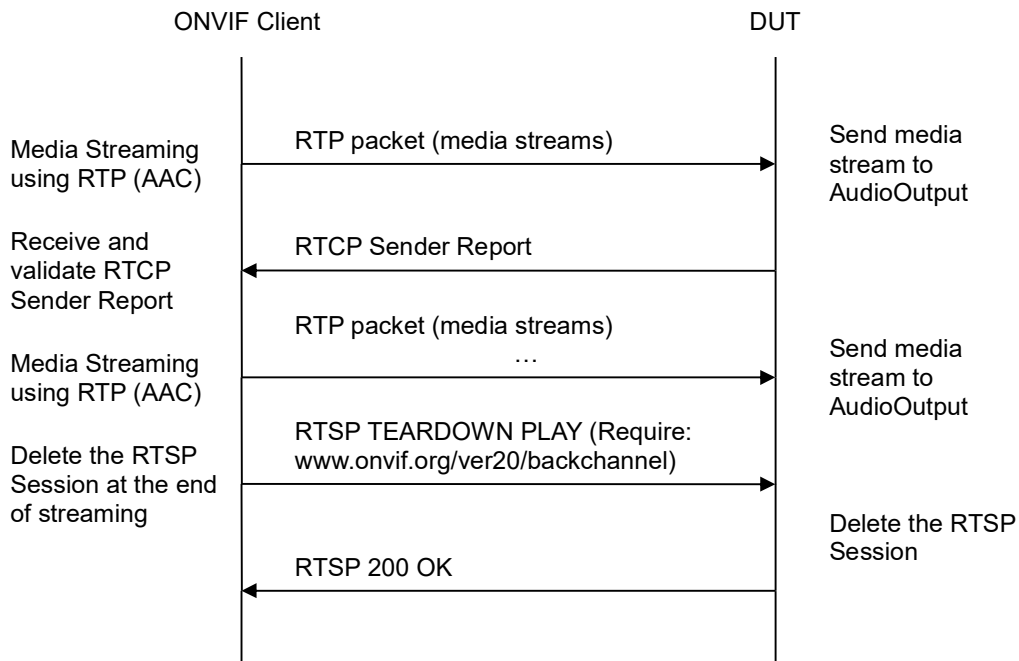 ONVIF Client
DUT
Media Streaming
using RTP (AAC)
RTP packet (media streams)
Send media
stream to
AudioOutput
Receive and
validate RTCP
Sender Report
RTCP Sender Report
Media Streaming
using RTP (AAC)
RTP packet (media streams)
…
Send media
stream to
AudioOutput
Delete the RTSP
Session at the end
of streaming
RTSP TEARDOWN PLAY (Require:
www.onvif.org/ver20/backchannel)
Delete the RTSP
Session
RTSP 200 OK